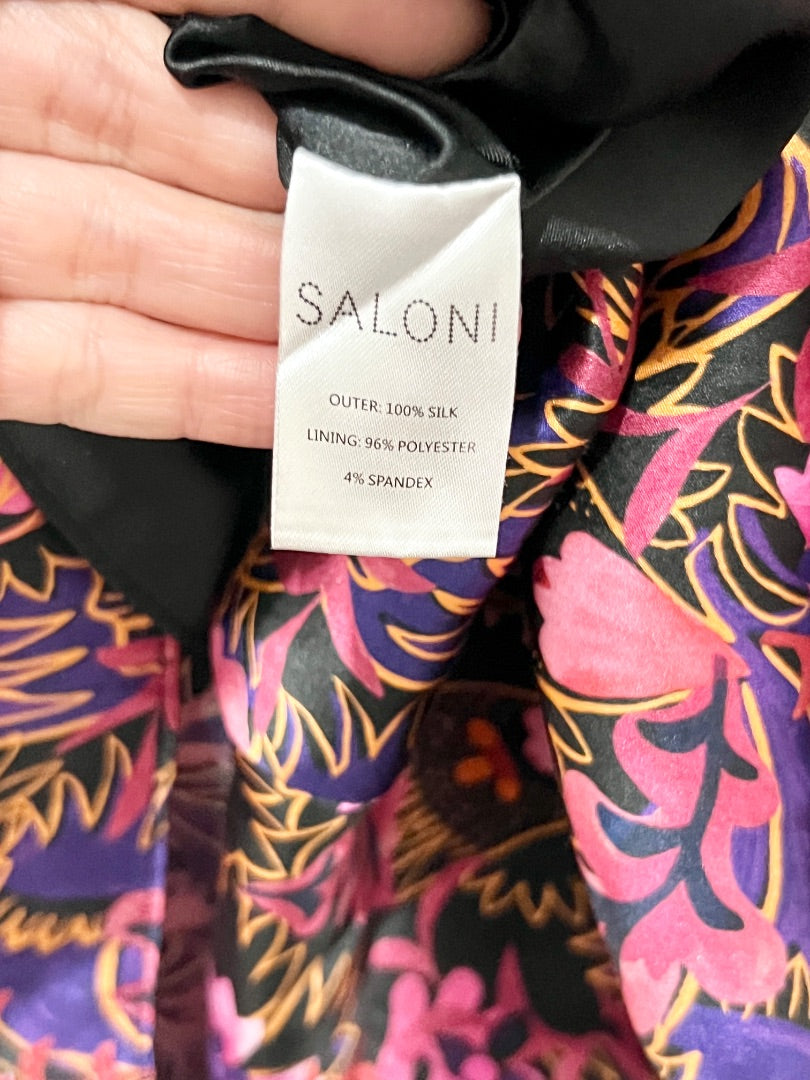 SALONI
OUTER: 100% SILK
LINING: 96% POLYESTER
4% SPANDEX